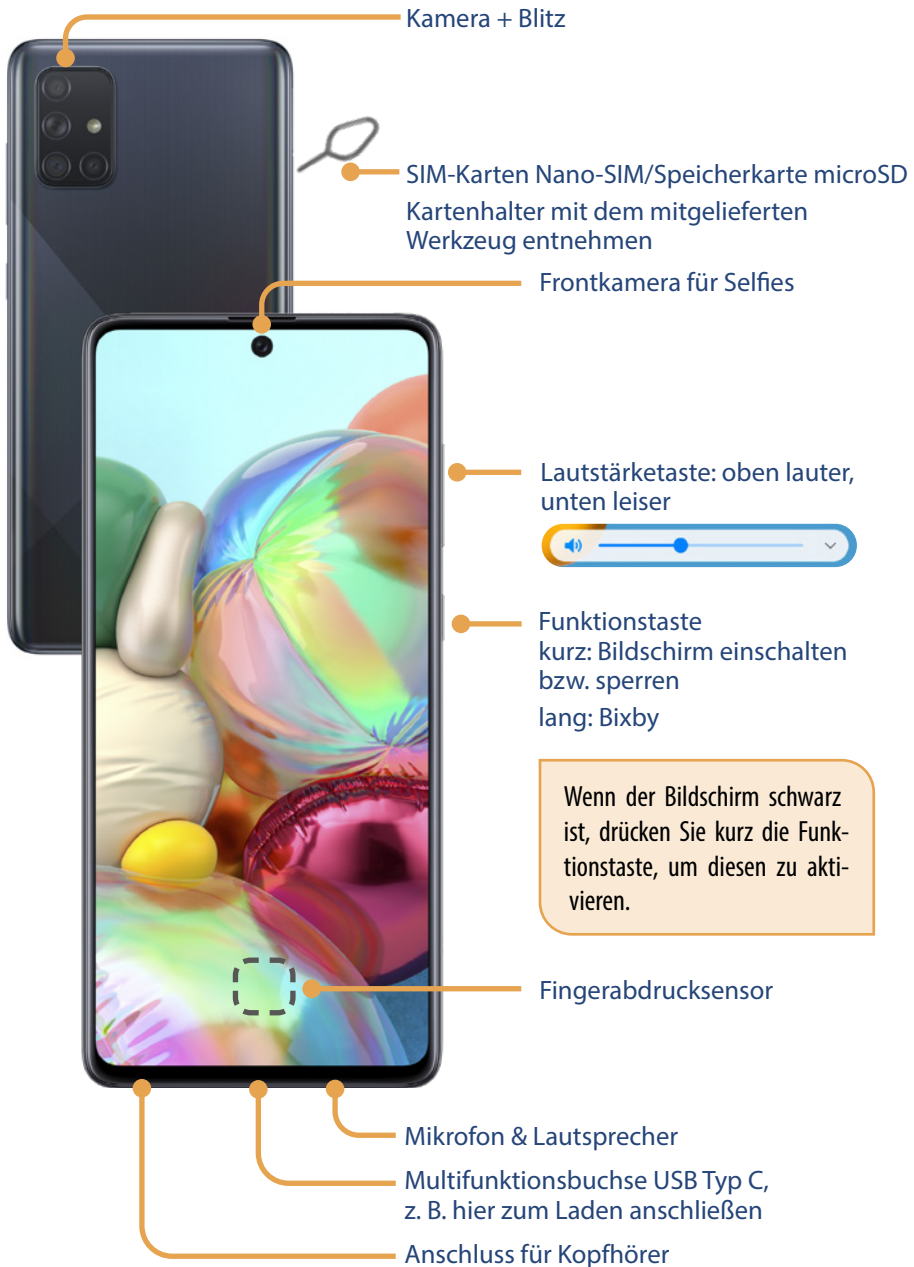 Kamera + Blitz
SIM-Karten Nano-SIM/Speicherkarte microSD
Kartenhalter mit dem mitgelieferten
Werkzeug entnehmen
Frontkamera für Selfies
Lautstärketaste: oben lauter,
unten leiser
Funktionstaste
kurz: Bildschirm einschalten
bzw. sperren
lang: Bixby
Wenn der Bildschirm schwarz
ist, drücken Sie kurz die Funk-
tionstaste, um diesen zu akti-
vieren.
Fingerabdrucksensor
Mikrofon & Lautsprecher
Multifunktionsbuchse USB Typ C,
z. B. hier zum Laden anschließen
Anschluss für Kopfhörer